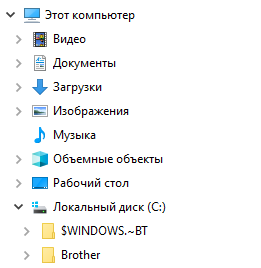 Этот компьютер
Видео
Документы
Загрузки
Изображения
Музыка
Объемные объекты
Рабочий стол
Локальный диск (C:)
$WINDOWS.~BT
Brother